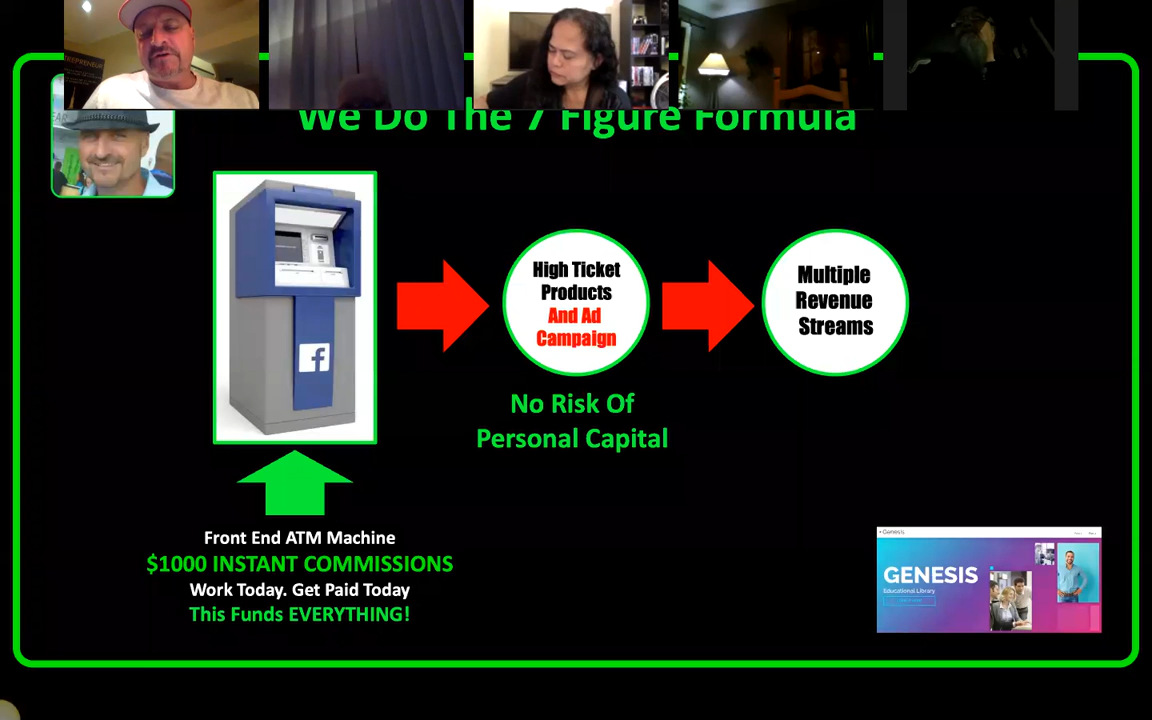 We Do The 7 Figure Formula
High Ticket
Products
And Ad
Campaign
Multiple
Revenue
Streams
No Risk Of
Personal Capital
Front End ATM Machine
$1000 INSTANT COMMISSIONS
Work Today. Get Paid Today
This Funds EVERYTHING!
Genesis
GENESIS
Educational Library